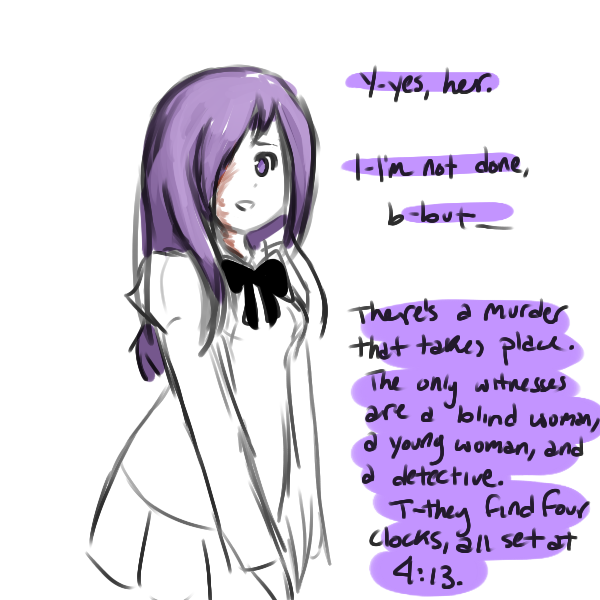 Y-yes, her.
I-I'm not done,
b-but__
There's a murder
that takes place.
The only witnesses
are a blind woman,
a young woman, and
a detective.
T-they find four
clocks, all set at
4:13.